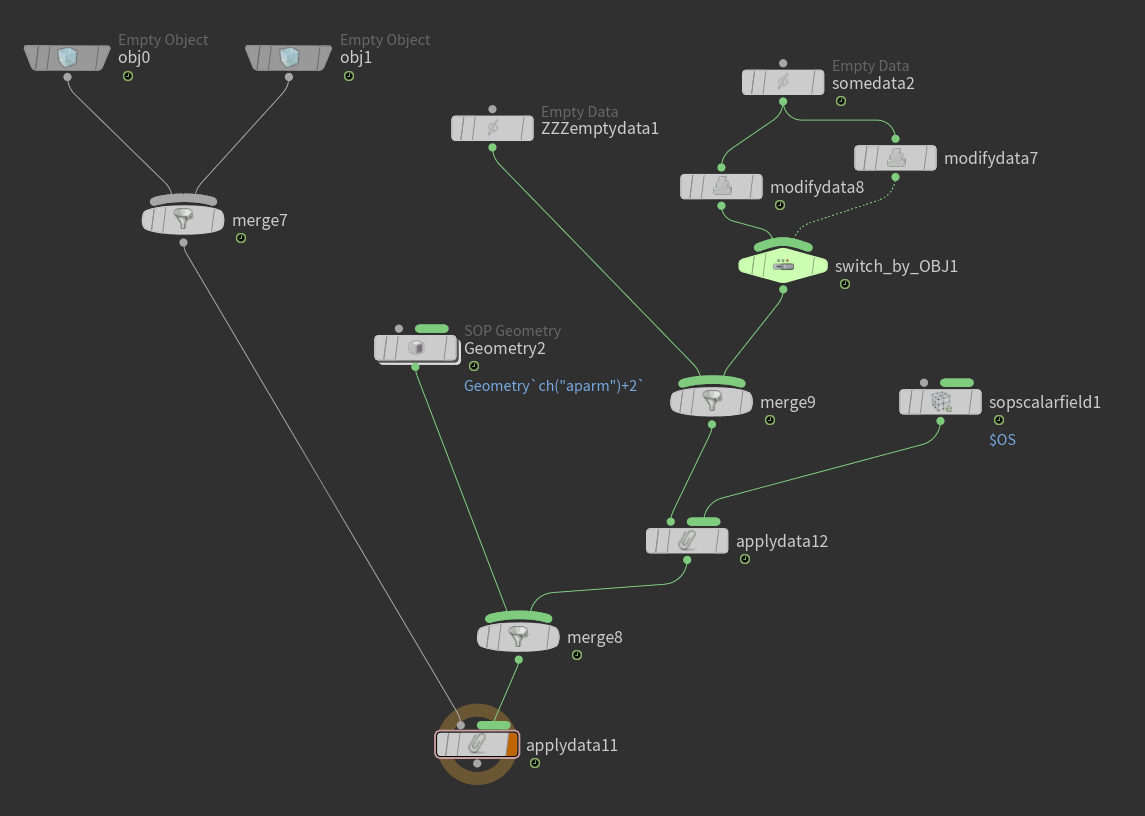 Empty Object
obj0
Empty Object
obj1
Empty Data
somedata2
Empty Data
ZZZemptydata1
modifydata7
modifydata8
merge7
switch_by_OBJ1
SOP Geometry
Geometry2
Geometry`ch("aparm")+2`
merge9
sopscalarfield1
$OS
applydata12
merge8
applydata11